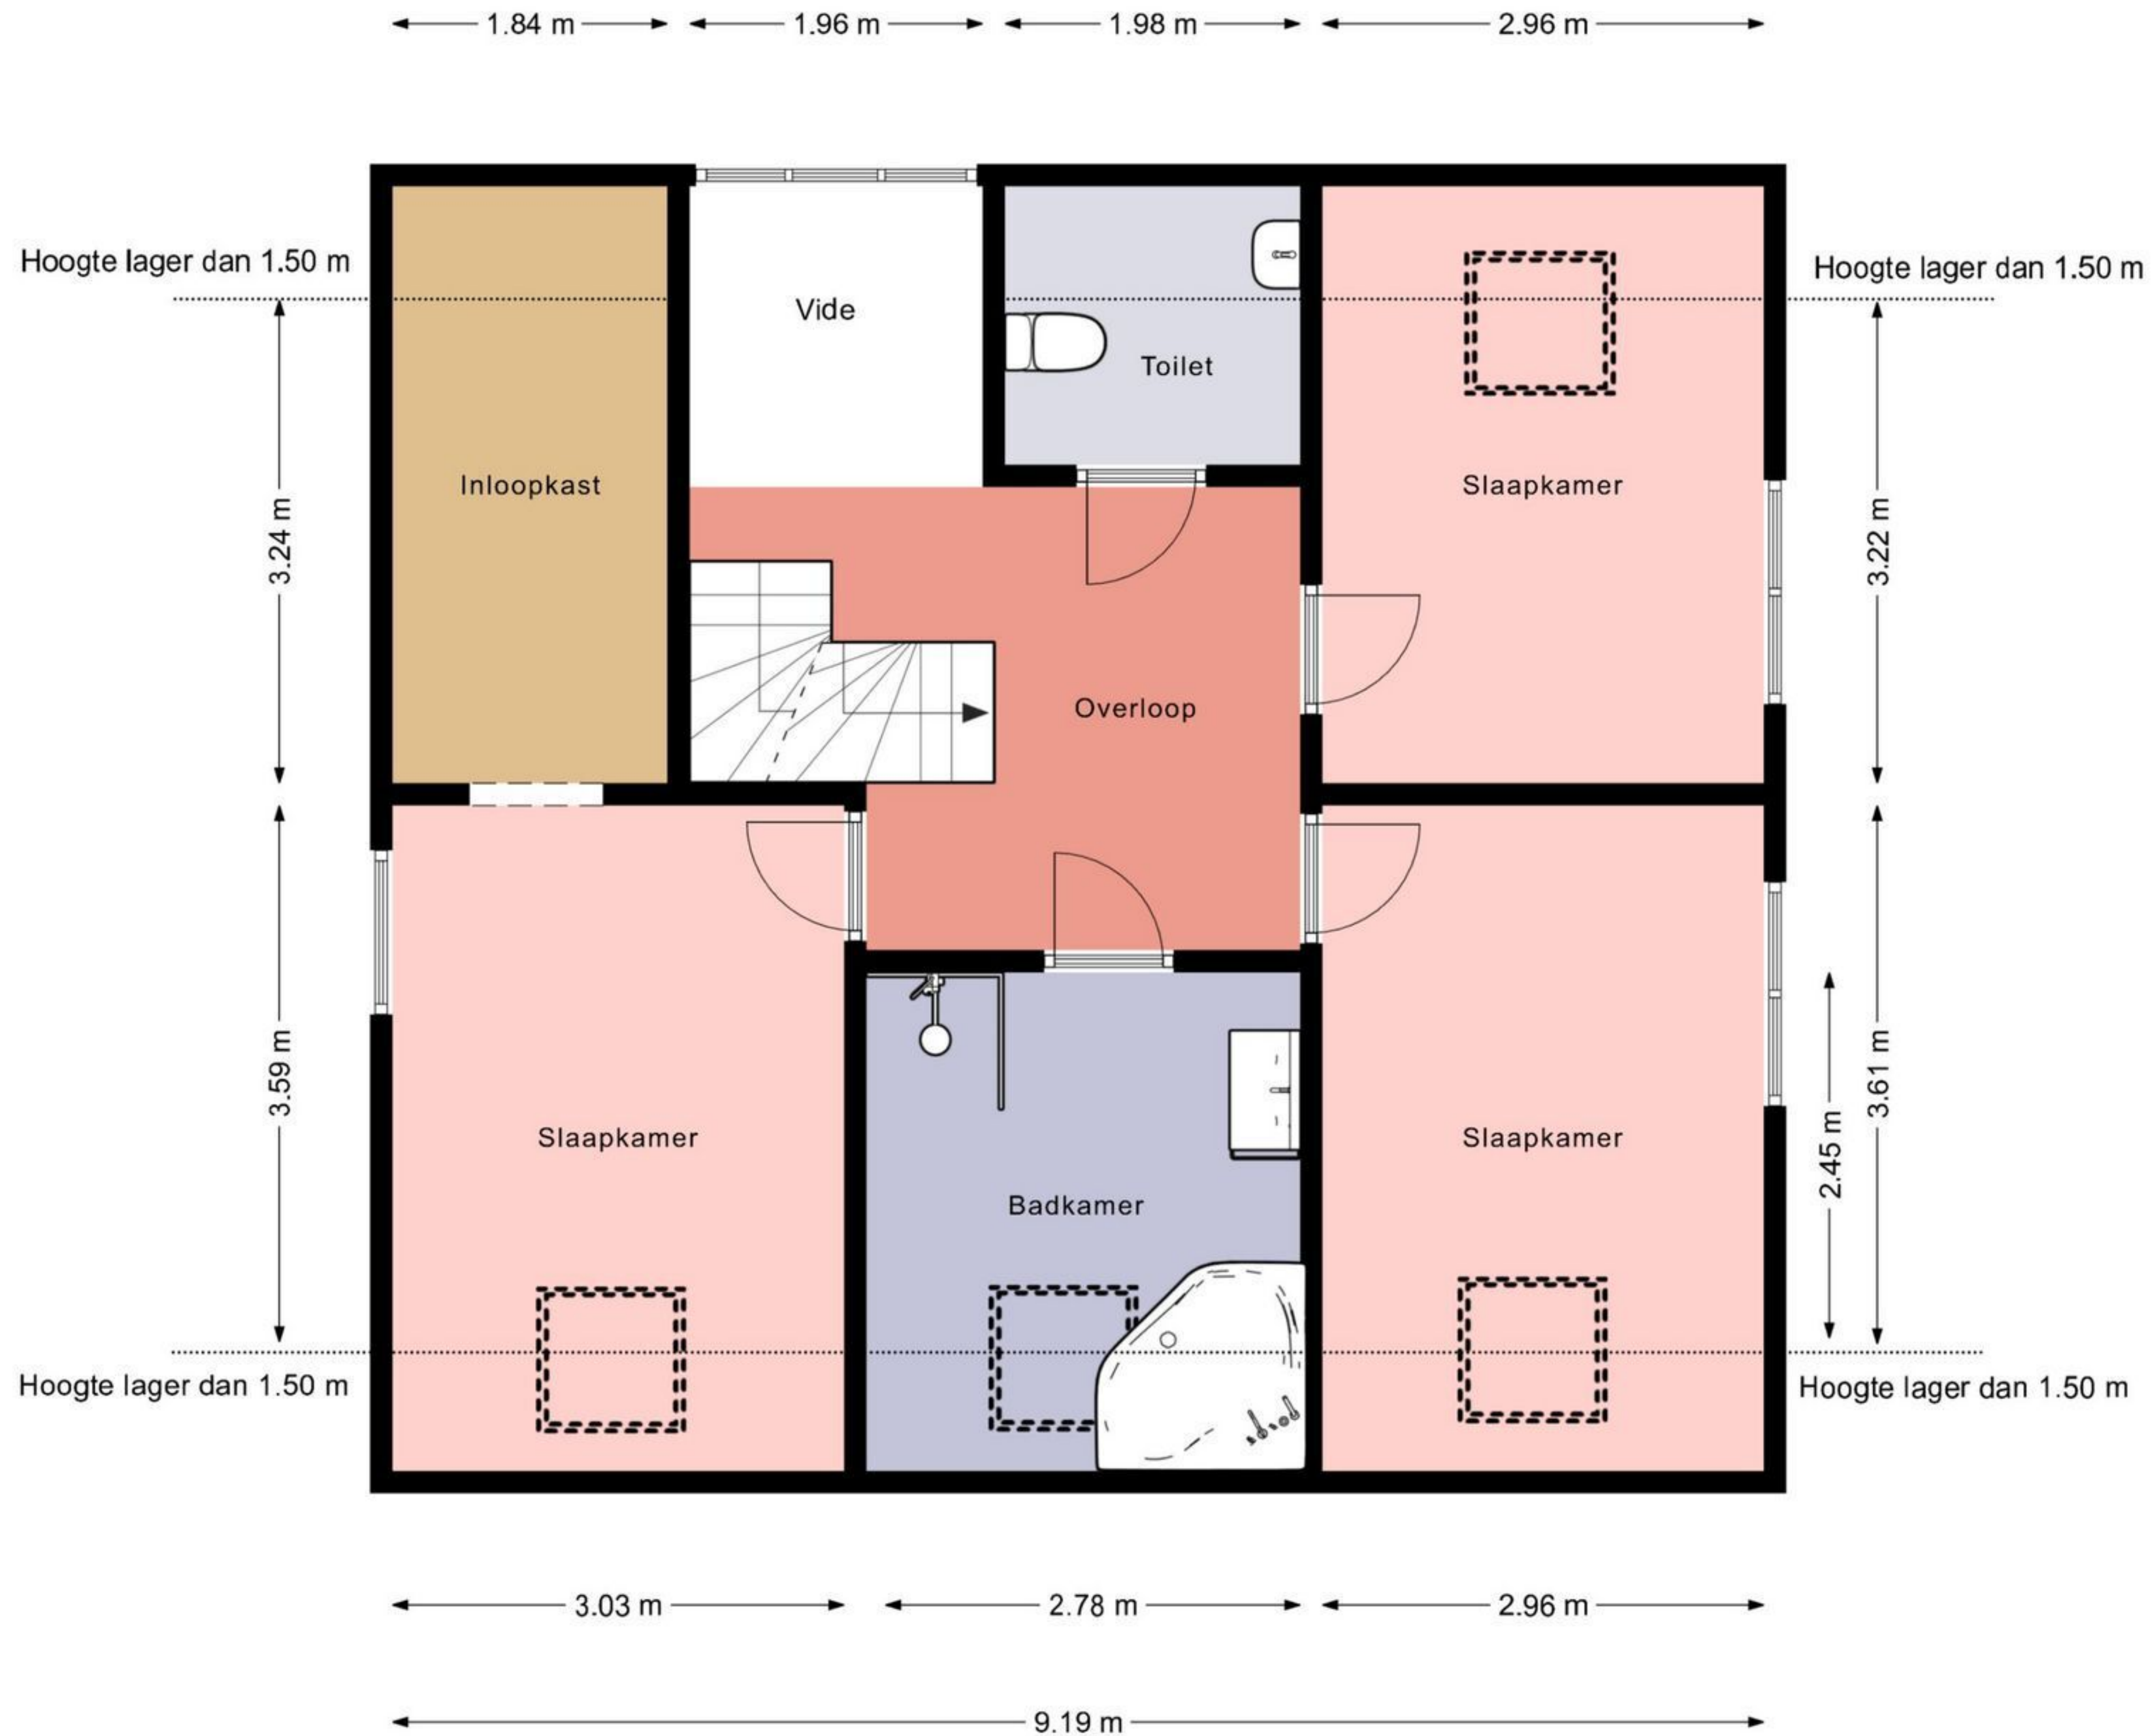 1.84 m 1.96 m 1.98 m 2.96 m
Hoogte lager dan 1.50 m
Hoogte lager dan 1.50 m
Vide
Toilet
Inloopkast
Slaapkamer
3.24 m
3.22 m
Overloop
3.59 m
3.61 m
2.45 m
Slaapkamer
Slaapkamer
Badkamer
Hoogte lager dan 1.50 m
Hoogte lager dan 1.50 m
3.03 m 2.78 m 2.96 m
9.19 m